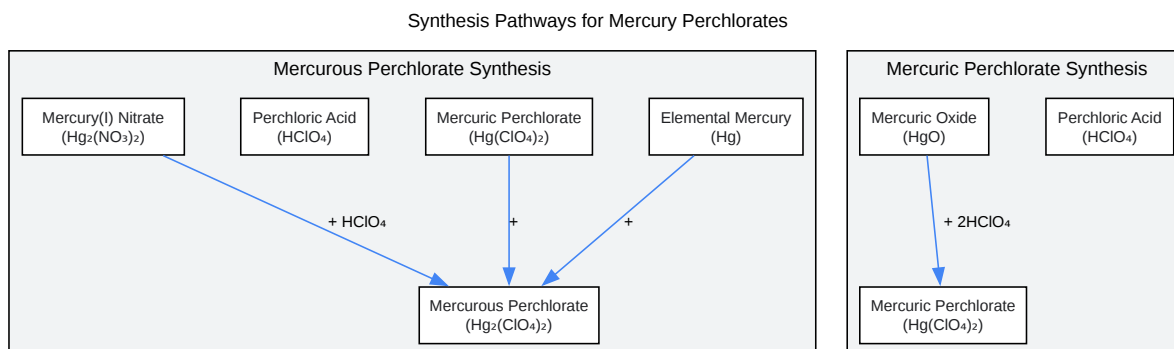 Synthesis Pathways for Mercury Perchlorates
Mercurous Perchlorate Synthesis
Mercury(I) Nitrate
(Hg₂(NO₃)₂)
Perchloric Acid
(HClO₄)
Mercuric Perchlorate
(Hg(ClO₄)₂)
Elemental Mercury
(Hg)
+ HClO₄
+
+
Mercurous Perchlorate
(Hg₂(ClO₄)₂)
Mercuric Perchlorate Synthesis
Mercuric Oxide
(HgO)
Perchloric Acid
(HClO₄)
+ 2HClO₄
Mercuric Perchlorate
(Hg(ClO₄)₂)